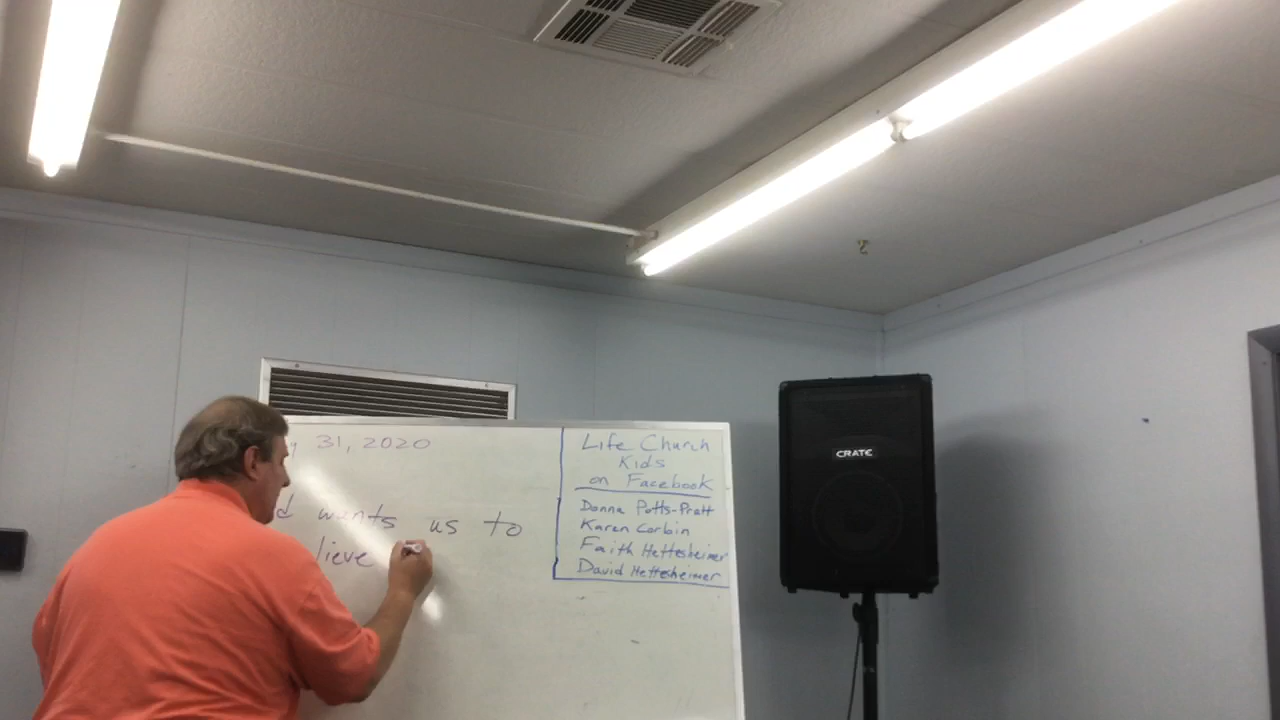 31, 2020
wants us to
lieve
Life Church
Kids
on Facebook
Donna Potts-Pratt
Karen Corbin
Faith Hettesheimer
David Hettesheimer
CRATE